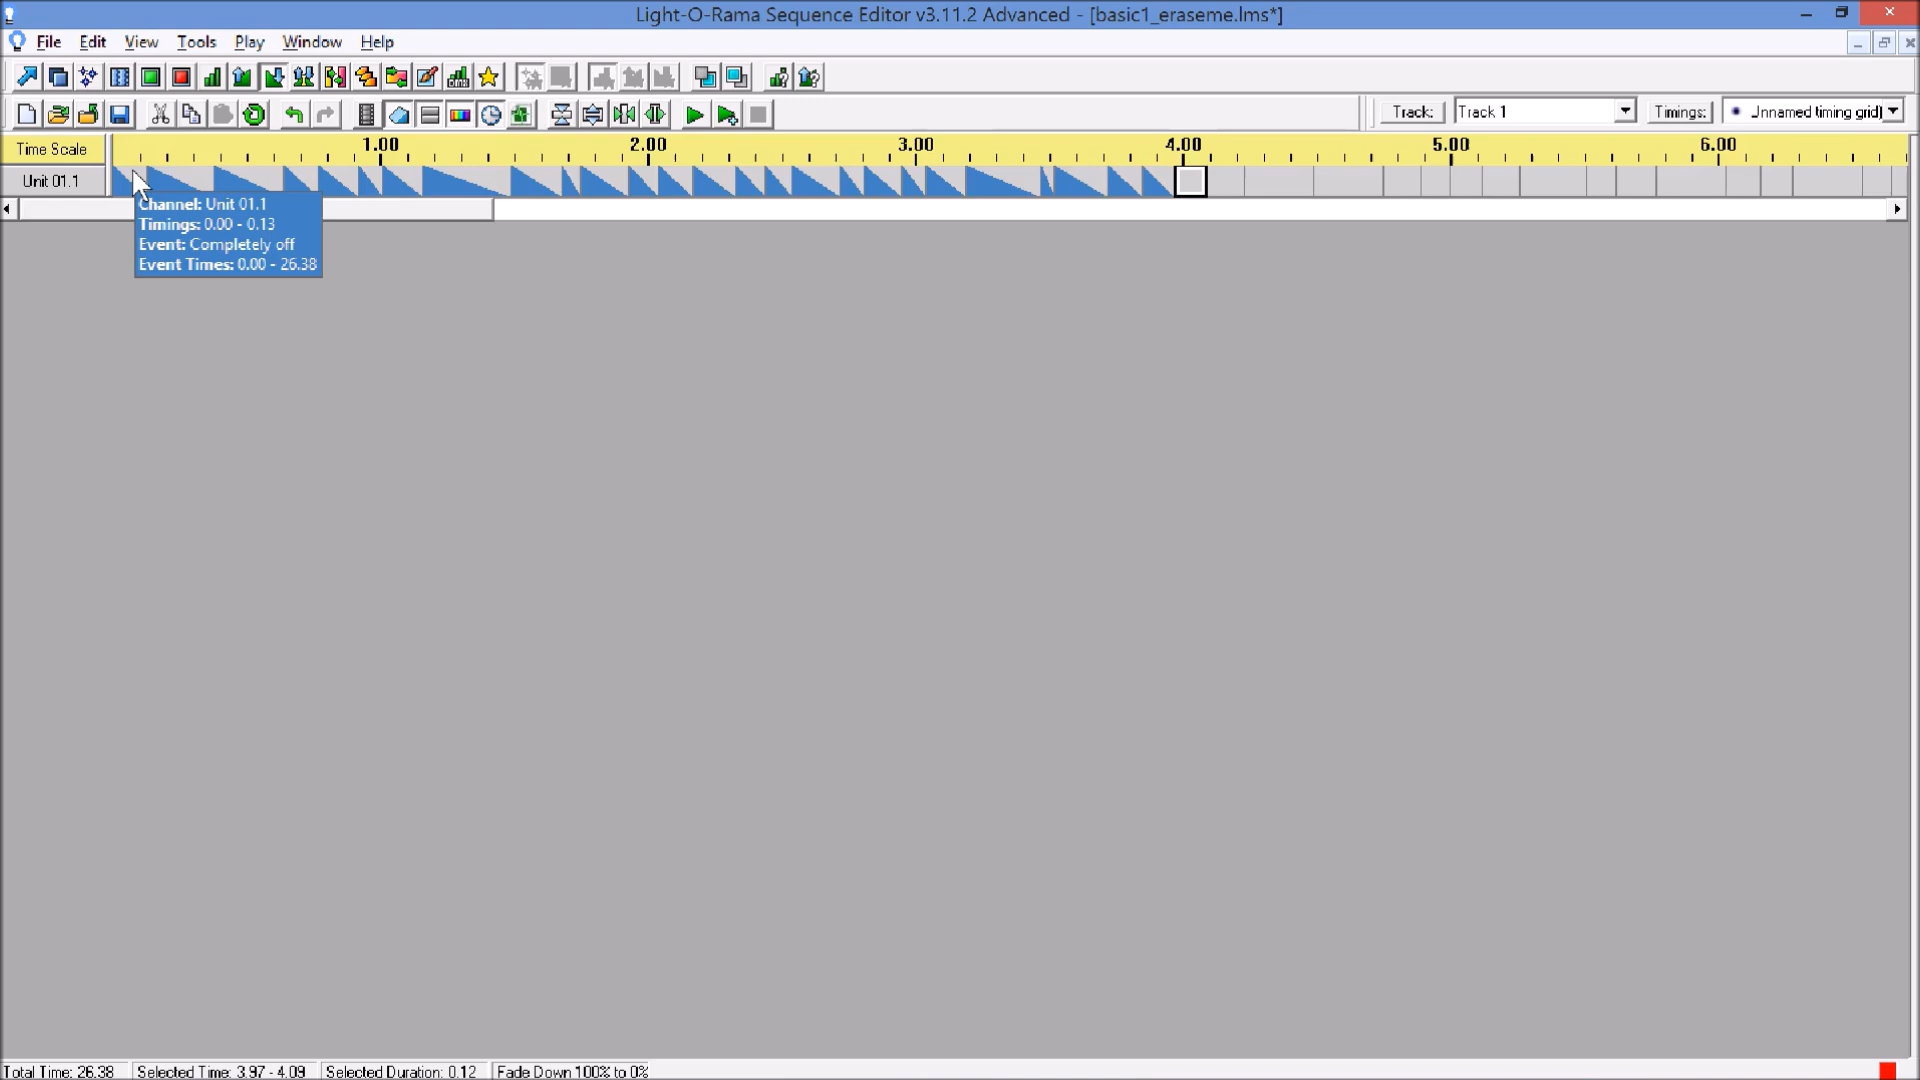 Light-O-Rama Sequence Editor v3.11.2 Advanced - [basic1_eraseme.lms*]
File Edit View Tools Play Window Help
Track: Track 1 Timings: Unnamed timing grid)
Time Scale 1.00 2.00 3.00 4.00 5.00 6.00
Unit 01.1
Channel: Unit 01.1
Timings: 0.00 - 0.13
Event: Completely off
Event Times: 0.00 - 26.38
Total Time: 26.38 Selected Time: 3.97 - 4.09 Selected Duration: 0.12 Fade Down 100% to 0%